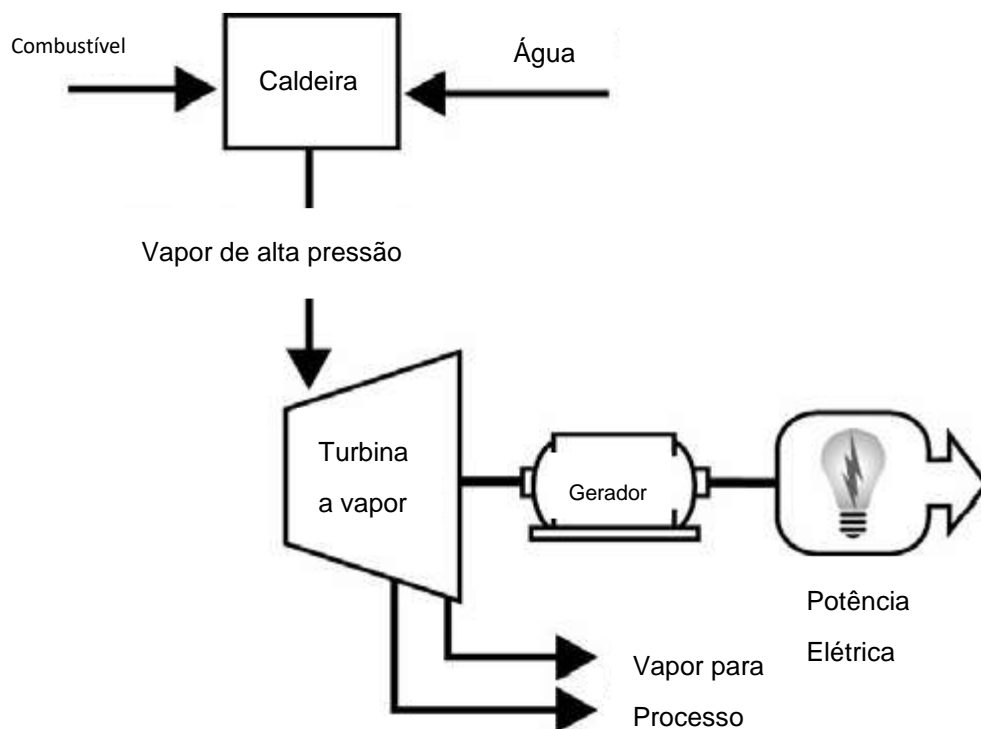 Combustível
Caldeira
Água
Vapor de alta pressão
Turbina
a vapor
Gerador
Potência
Elétrica
Vapor para
Processo